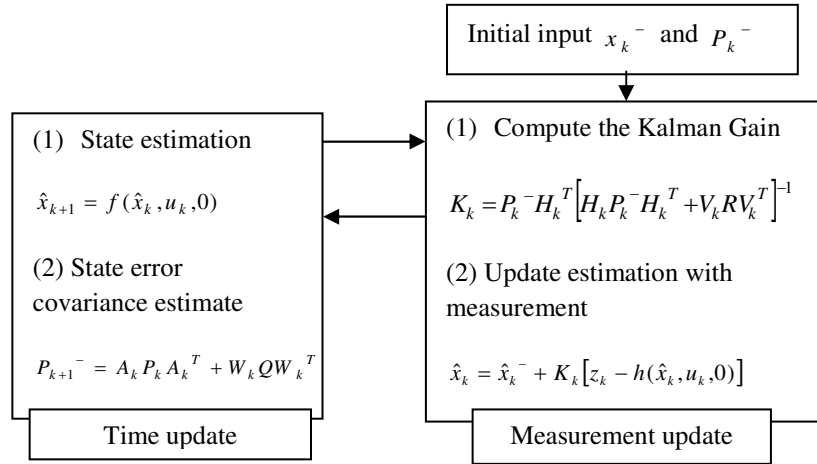 Initial input x_k^- and P_k^-
(1) State estimation
x̂_{k+1} = f(x̂_k, u_k, 0)
(2) State error
covariance estimate
P_{k+1}^- = A_k P_k A_k^T + W_k Q W_k^T
Time update
(1) Compute the Kalman Gain
K_k = P_k^- H_k^T [H_k P_k^- H_k^T + V_k R V_k^T]^{-1}
(2) Update estimation with
measurement
x̂_k = x̂_k^- + K_k [z_k - h(x̂_k, u_k, 0)]
Measurement update